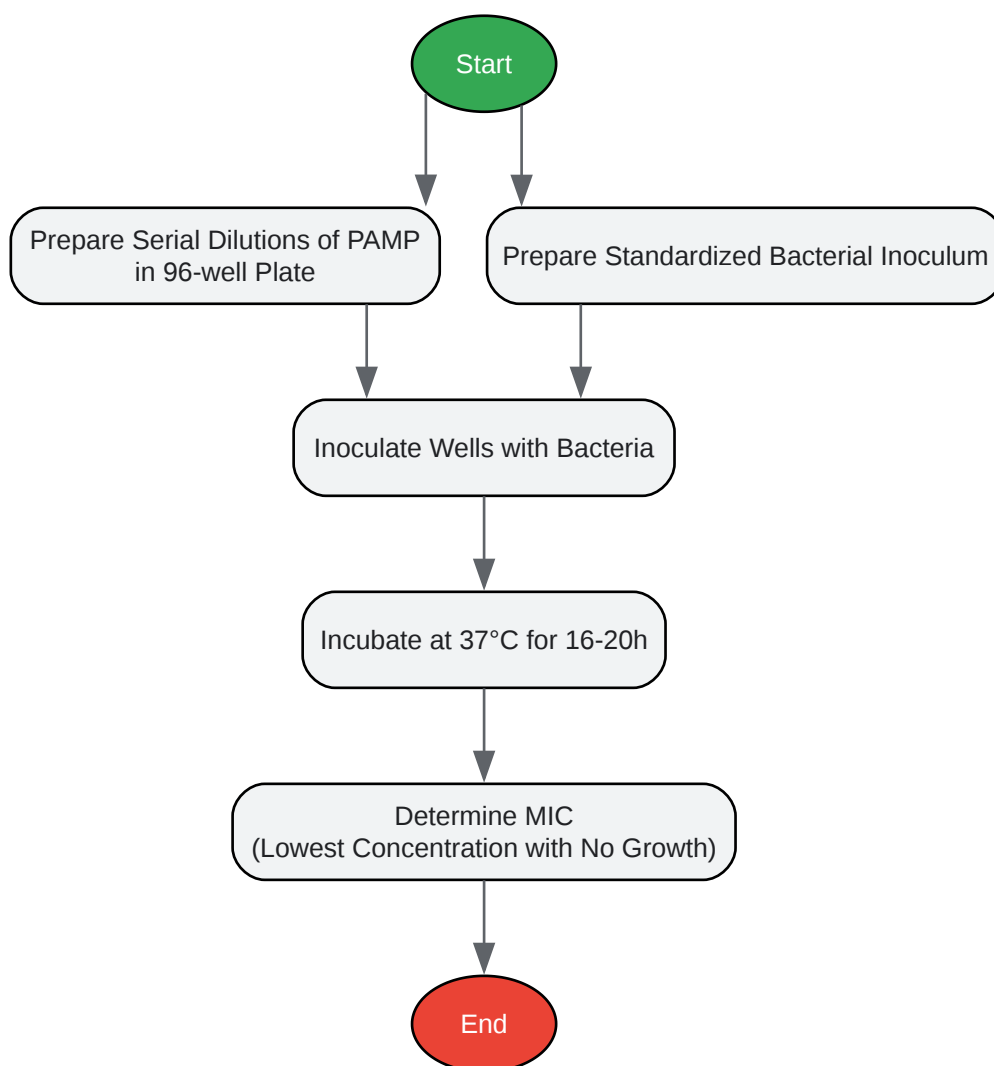 Start
Prepare Serial Dilutions of PAMP
in 96-well Plate
Prepare Standardized Bacterial Inoculum
Inoculate Wells with Bacteria
Incubate at 37°C for 16-20h
Determine MIC
(Lowest Concentration with No Growth)
End